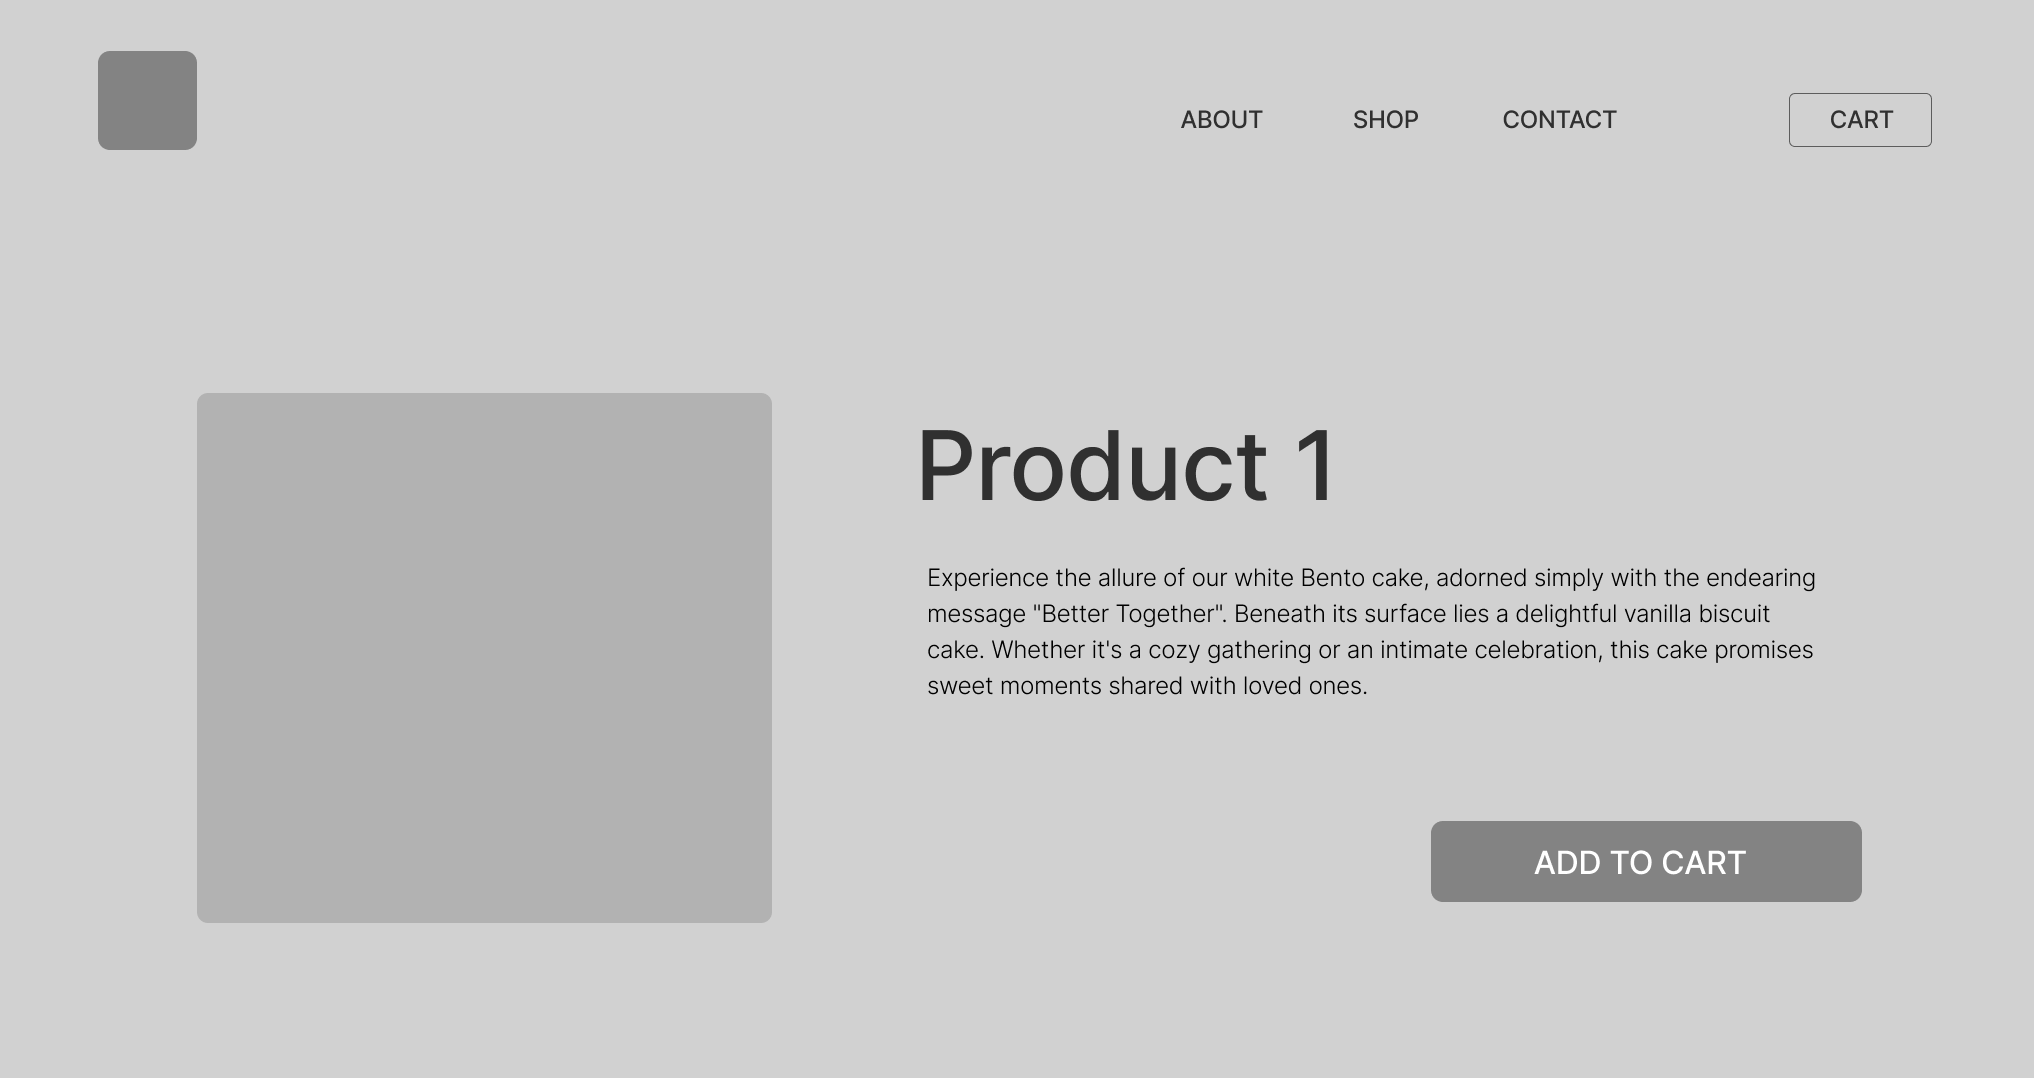 ABOUT SHOP CONTACT CART
Product 1
Experience the allure of our white Bento cake, adorned simply with the endearing
message "Better Together". Beneath its surface lies a delightful vanilla biscuit
cake. Whether it's a cozy gathering or an intimate celebration, this cake promises
sweet moments shared with loved ones.
ADD TO CART